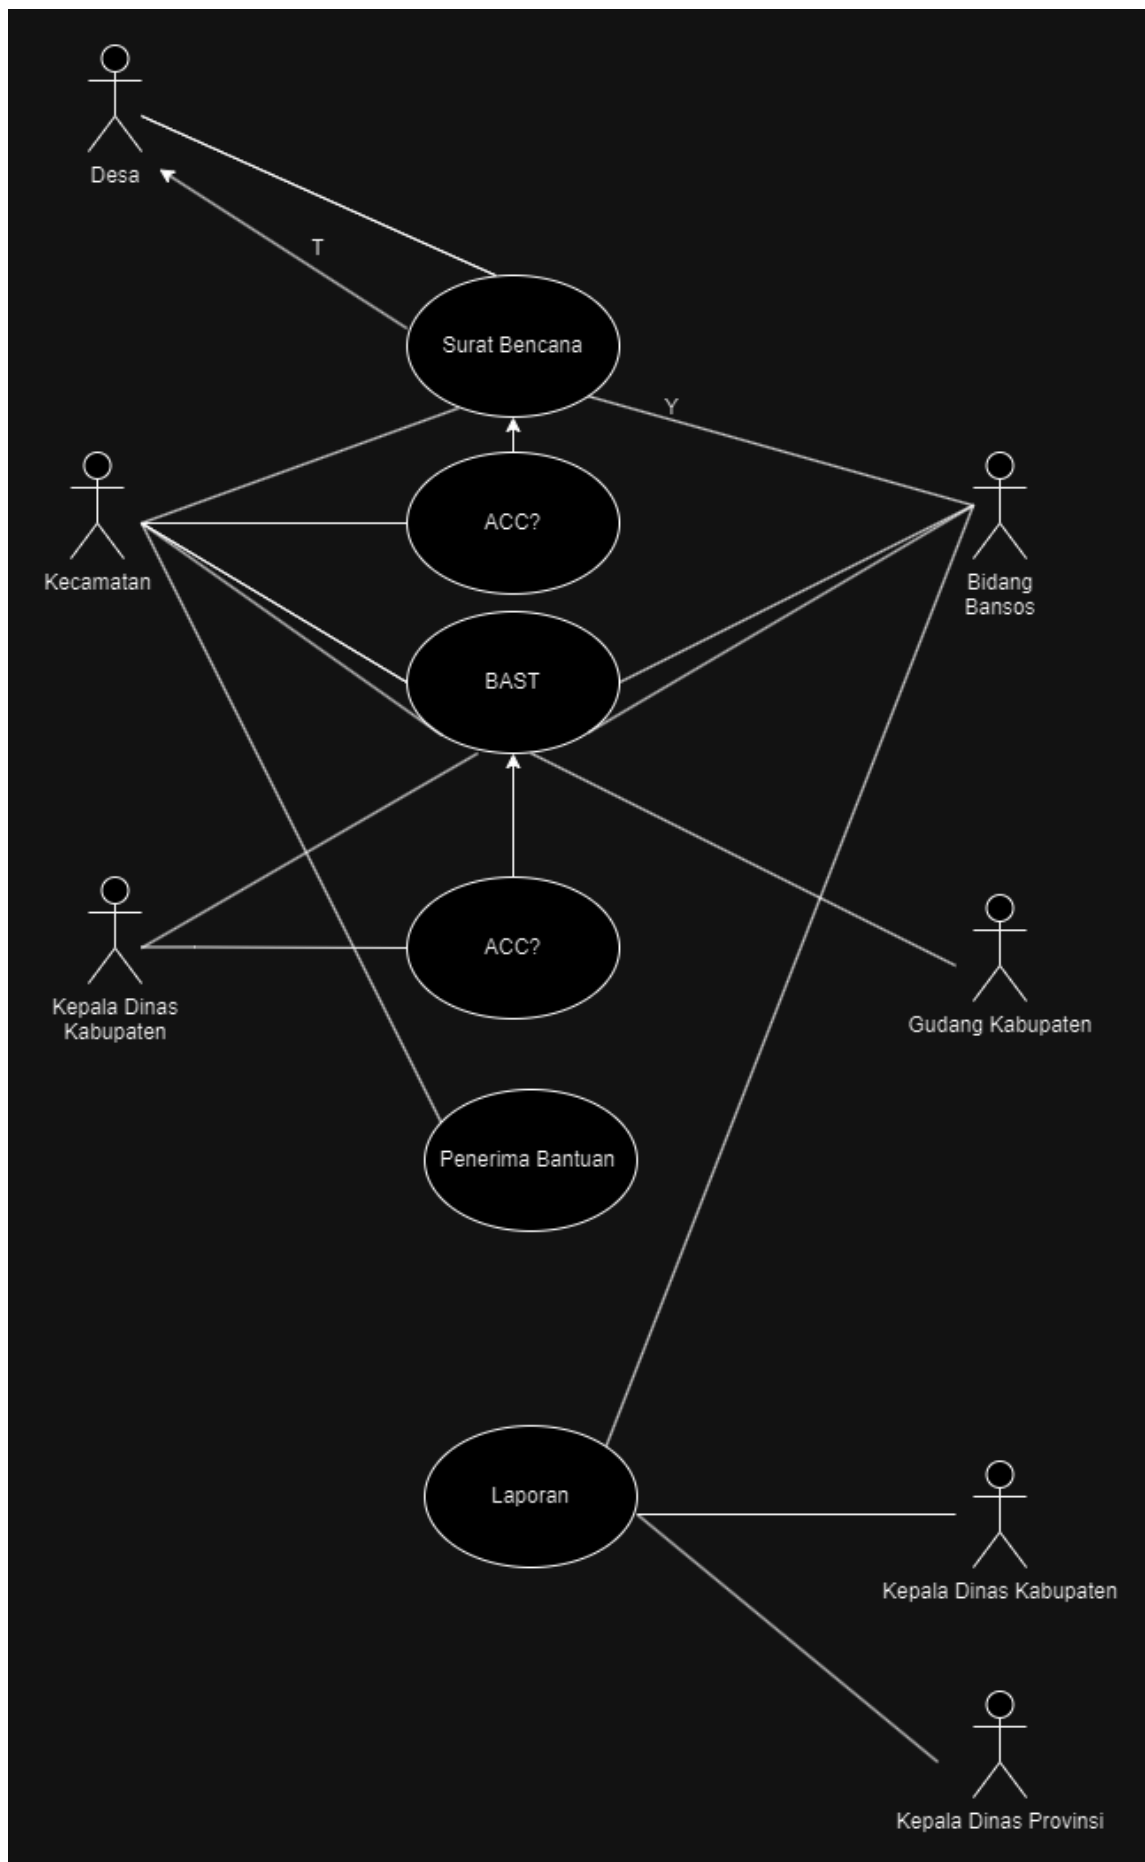 Desa
T
Surat Bencana
Y
ACC?
Kecamatan
Bidang
Bansos
BAST
ACC?
Kepala Dinas
Kabupaten
Gudang Kabupaten
Penerima Bantuan
Laporan
Kepala Dinas Kabupaten
Kepala Dinas Provinsi